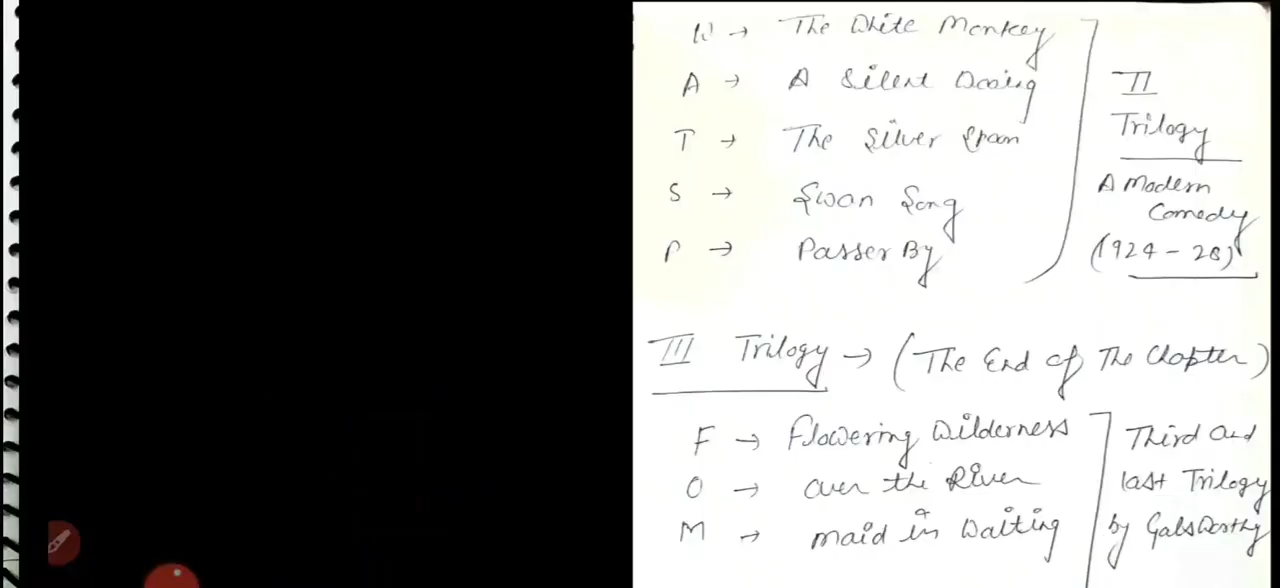 W → The White Monkey
A → A Silent Wooing
T → The Silver Spoon
S → Swan Song
P → Passer By
II
Trilogy
A Modern
Comedy
(1924-28)
III Trilogy → (The End of The Chapter)
F → Flowering Wilderness
O → over the River
M → maid in waiting
Third and
last Trilogy
by Galsworthy